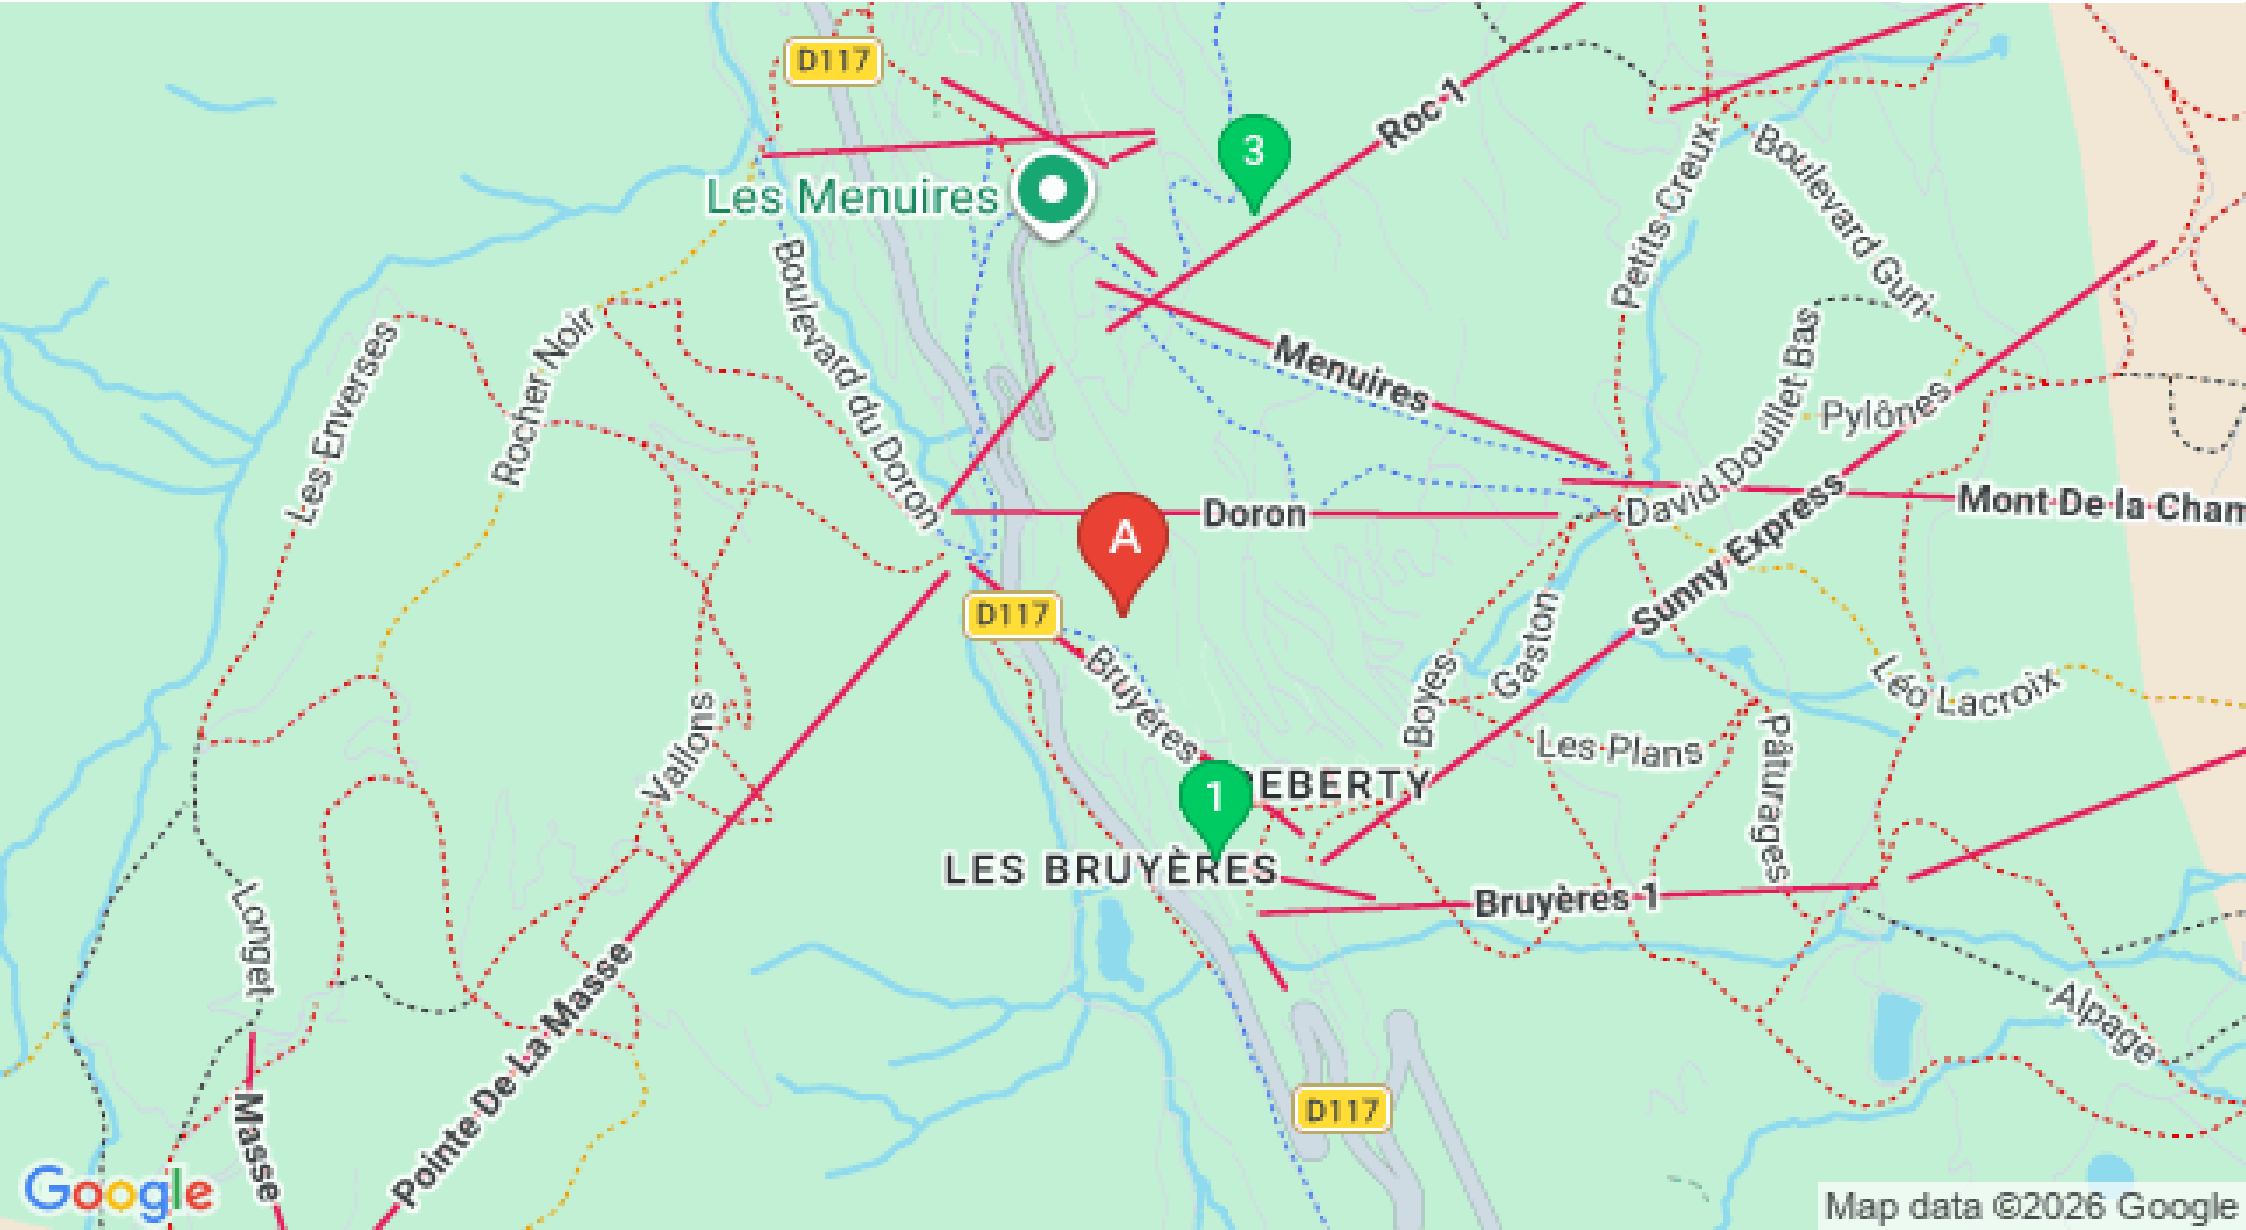 D117
Roc 1
3
Les Menuires
Petits Creux
Boulevard Guri
Boulevard du Doron
Les Enverses
Rocher Noir
Menuires
David Douillet Bas
Pylônes
Doron
Mont De la Cham
A
Sunny Express
D117
Gaston
Bruyéres
Boyes
Léo Lacroix
Vallons
Les Plans
Pâturages
1
EBERTY
LES BRUYÈRES
Bruyères 1
Longet
Pointe De La Masse
Alpage
Masse
D117
Google
Map data ©2026 Google